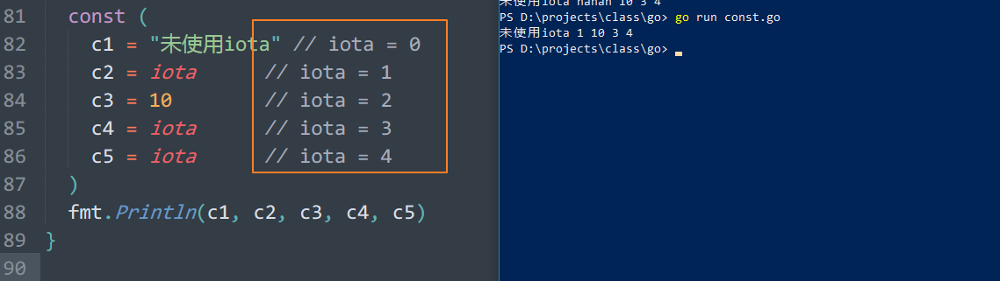 81 const (
82 c1 = "未使用iota" // iota = 0
83 c2 = iota // iota = 1
84 c3 = 10 // iota = 2
85 c4 = iota // iota = 3
86 c5 = iota // iota = 4
87 )
88 fmt.Println(c1, c2, c3, c4, c5)
89 }
90
未使用iota hahah 10 3 4
PS D:\projects\class\go> go run const.go
未使用iota 1 10 3 4
PS D:\projects\class\go>